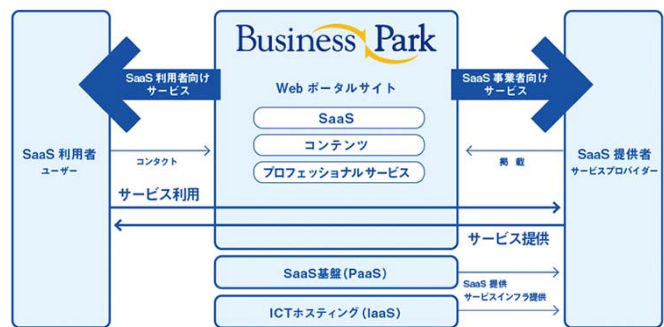 Business Park
SaaS 利用者向け
サービス
Web ポータルサイト
SaaS 事業者向け
サービス
SaaS
コンテンツ
プロフェッショナルサービス
SaaS 利用者
ユーザー
コンタクト
掲 載
SaaS 提供者
サービスプロバイダー
サービス利用
サービス提供
SaaS基盤(PaaS)
SaaS 提供
サービスインフラ提供
ICTホスティング(IaaS)